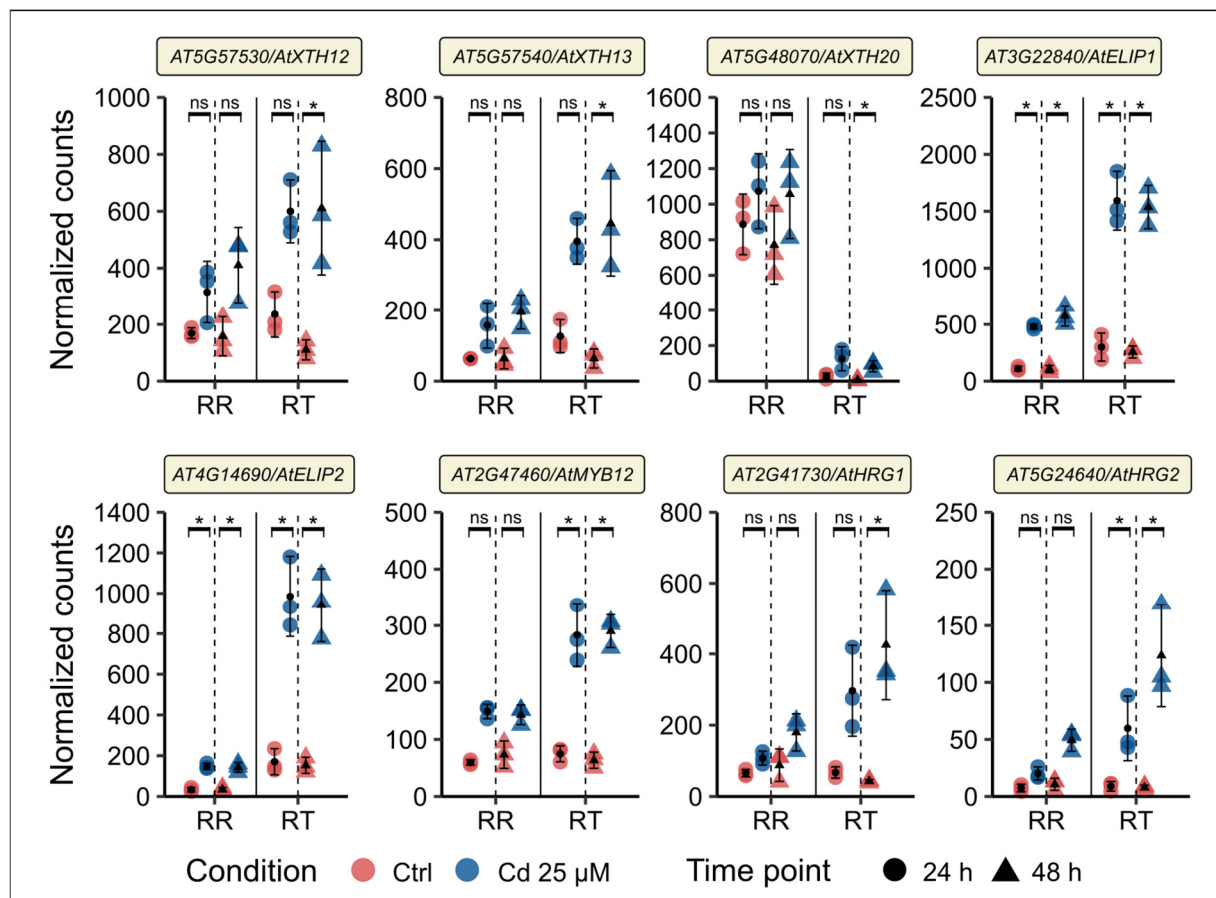 AT5G57530/AtXTH12 AT5G57540/AtXTH13 AT5G48070/AtXTH20 AT3G22840/AtELIP1
Normalized counts
1000
800
600
400
200
0
ns ns ns *
RR RT
800
600
400
200
0
ns ns ns *
RR RT
1600
1400
1200
1000
800
600
400
200
0
ns ns ns *
RR RT
2500
2000
1500
1000
500
0
* * * *
RR RT
AT4G14690/AtELIP2 AT2G47460/AtMYB12 AT2G41730/AtHRG1 AT5G24640/AtHRG2
Normalized counts
1400
1200
1000
800
600
400
200
0
* * * *
RR RT
500
400
300
200
100
0
ns ns * *
RR RT
800
600
400
200
0
ns ns ns *
RR RT
250
200
150
100
50
0
ns ns * *
RR RT
Condition Ctrl Cd 25 µM Time point 24 h 48 h